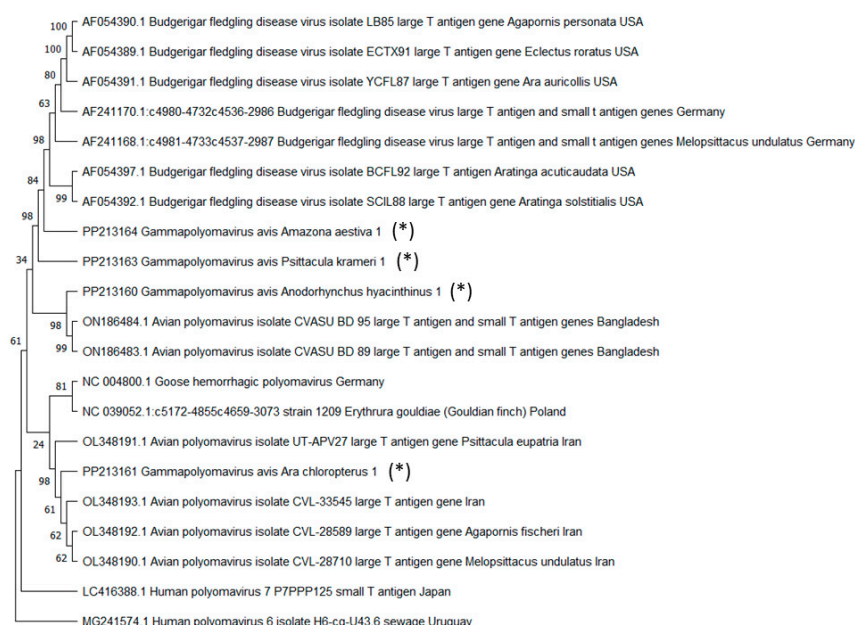 AF054390.1 Budgerigar fledgling disease virus isolate LB85 large T antigen gene Agapornis personata USA
100
100
AF054389.1 Budgerigar fledgling disease virus isolate ECTX91 large T antigen gene Eclectus roratus USA
80
AF054391.1 Budgerigar fledgling disease virus isolate YCFL87 large T antigen gene Ara auricollis USA
63
AF241170.1:c4980-4732c4536-2986 Budgerigar fledgling disease virus large T antigen and small t antigen genes Germany
98
AF241168.1:c4981-4733c4537-2987 Budgerigar fledgling disease virus large T antigen and small t antigen genes Melopsittacus undulatus Germany
AF054397.1 Budgerigar fledgling disease virus isolate BCFL92 large T antigen Aratinga acuticaudata USA
84
99
AF054392.1 Budgerigar fledgling disease virus isolate SCIL88 large T antigen gene Aratinga solstitialis USA
98
PP213164 Gammapolyomavirus avis Amazona aestiva 1 (*)
34
PP213163 Gammapolyomavirus avis Psittacula krameri 1 (*)
PP213160 Gammapolyomavirus avis Anodorhynchus hyacinthinus 1 (*)
98
ON186484.1 Avian polyomavirus isolate CVASU BD 95 large T antigen and small T antigen genes Bangladesh
61
99
ON186483.1 Avian polyomavirus isolate CVASU BD 89 large T antigen and small T antigen genes Bangladesh
81
NC 004800.1 Goose hemorrhagic polyomavirus Germany
NC 039052.1:c5172-4855c4659-3073 strain 1209 Erythrura gouldiae (Gouldian finch) Poland
24
OL348191.1 Avian polyomavirus isolate UT-APV27 large T antigen gene Psittacula eupatria Iran
98
PP213161 Gammapolyomavirus avis Ara chloropterus 1 (*)
61
OL348193.1 Avian polyomavirus isolate CVL-33545 large T antigen gene Iran
62
OL348192.1 Avian polyomavirus isolate CVL-28589 large T antigen gene Agapornis fischeri Iran
62
OL348190.1 Avian polyomavirus isolate CVL-28710 large T antigen gene Melopsittacus undulatus Iran
LC416388.1 Human polyomavirus 7 P7PPP125 small T antigen Japan
MG241574.1 Human polyomavirus 6 isolate H6-cg-U43.6 sewage Uruguay